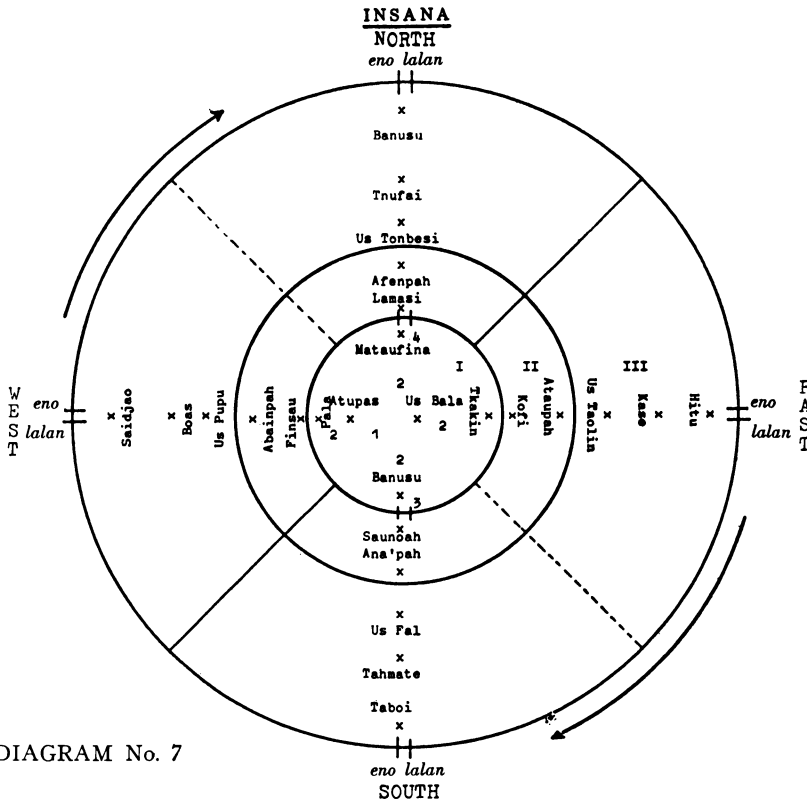 INSANA
NORTH
eno lalan
Banusu
Tnufai
Us Tonbesi
Afenpah
Lamasi
4
Mataufina
I
II
III
2
WEST
eno
lalan
Saidjao
Boas
Us Pupu
Abainpah
Finsau
Pala
2
Atupas
1
Us Bala
2
Tkakin
Kofi
Ataupah
Us Taolin
Kase
Hitu
eno
lalan
EAST
2
Banusu
3
Saunoah
Ana'pah
Us Fal
Tahmate
Taboi
eno lalan
SOUTH
DIAGRAM No. 7